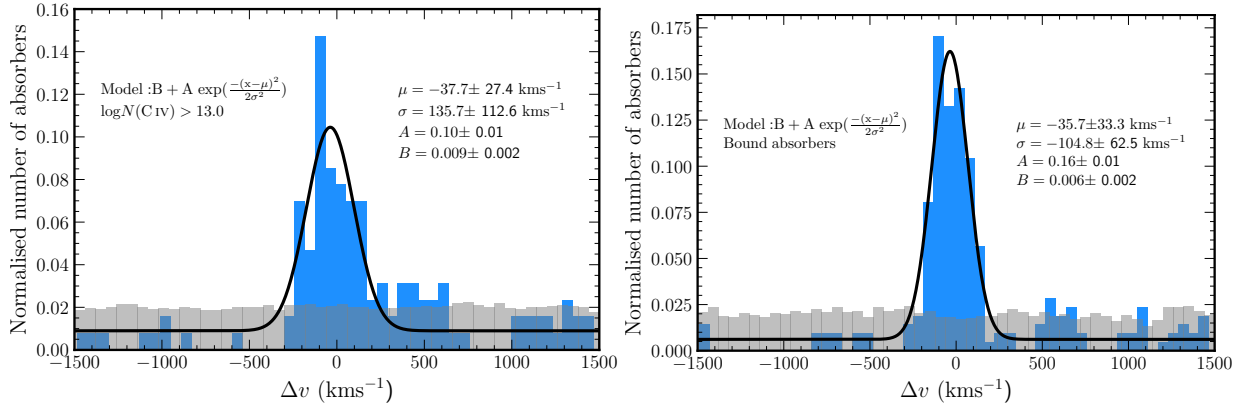 0.16
0.14
0.12
0.10
0.08
0.06
0.04
0.02
0.00
Normalised number of absorbers
Model :B + A exp(−(x−μ)²/2σ²)
logN(C IV) > 13.0
μ = −37.7± 27.4 kms⁻¹
σ = 135.7± 112.6 kms⁻¹
A = 0.10± 0.01
B = 0.009± 0.002
−1500 −1000 −500 0 500 1000 1500
Δv (kms⁻¹)
0.175
0.150
0.125
0.100
0.075
0.050
0.025
0.000
Normalised number of absorbers
Model :B + A exp(−(x−μ)²/2σ²)
Bound absorbers
μ = −35.7±33.3 kms⁻¹
σ = −104.8± 62.5 kms⁻¹
A = 0.16± 0.01
B = 0.006± 0.002
−1500 −1000 −500 0 500 1000 1500
Δv (kms⁻¹)